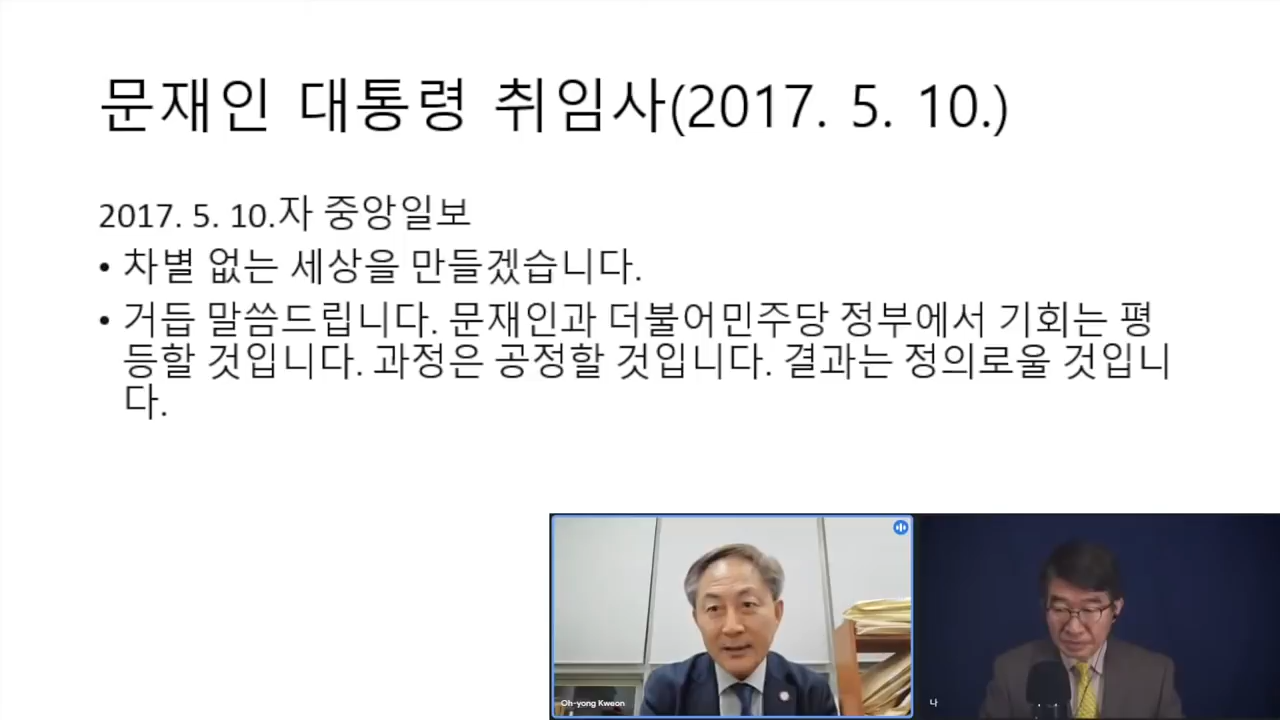 문재인 대통령 취임사(2017. 5. 10.)
2017. 5. 10.자 중앙일보
• 차별 없는 세상을 만들겠습니다.
• 거듭 말씀드립니다. 문재인과 더불어민주당 정부에서 기회는 평
등할 것입니다. 과정은 공정할 것입니다. 결과는 정의로울 것입니
다.
Oh-yong Kweon
나